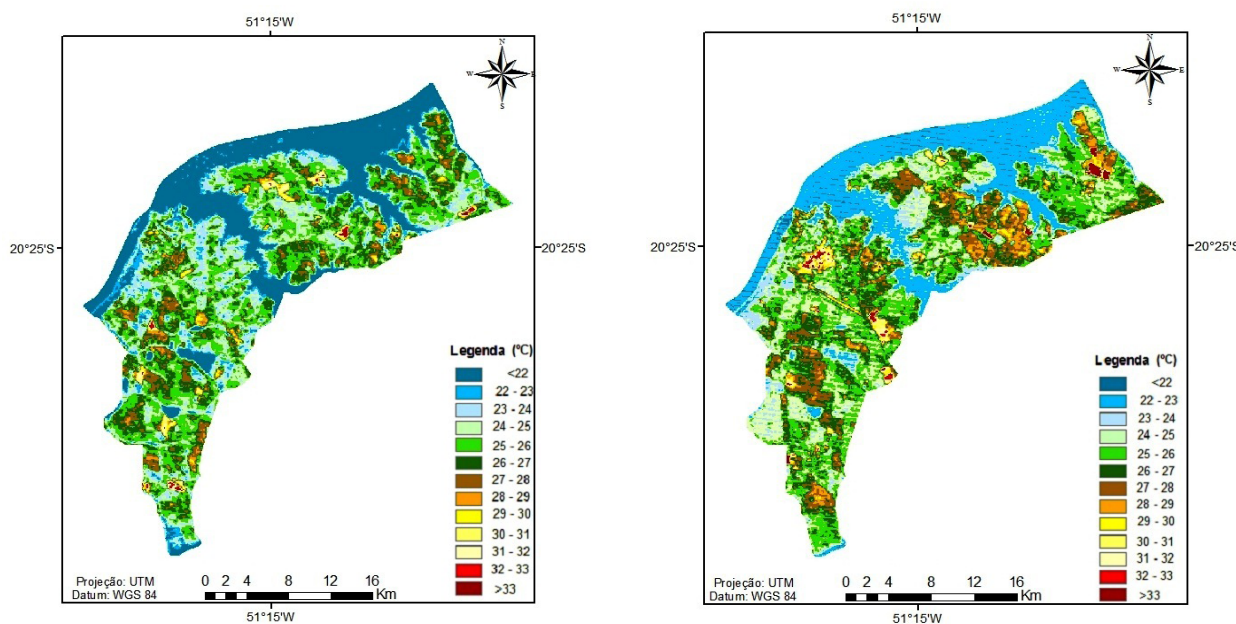 51°15'W
N
W E
S
20°25'S 20°25'S
Legenda (ºC)
<22
22 - 23
23 - 24
24 - 25
25 - 26
26 - 27
27 - 28
28 - 29
29 - 30
30 - 31
31 - 32
32 - 33
>33
Projeção: UTM
Datum: WGS 84
0 2 4 8 12 16
Km
51°15'W
51°15'W
N
W E
S
20°25'S 20°25'S
Legenda (ºC)
<22
22 - 23
23 - 24
24 - 25
25 - 26
26 - 27
27 - 28
28 - 29
29 - 30
30 - 31
31 - 32
32 - 33
>33
Projeção: UTM
Datum: WGS 84
0 2 4 8 12 16
Km
51°15'W